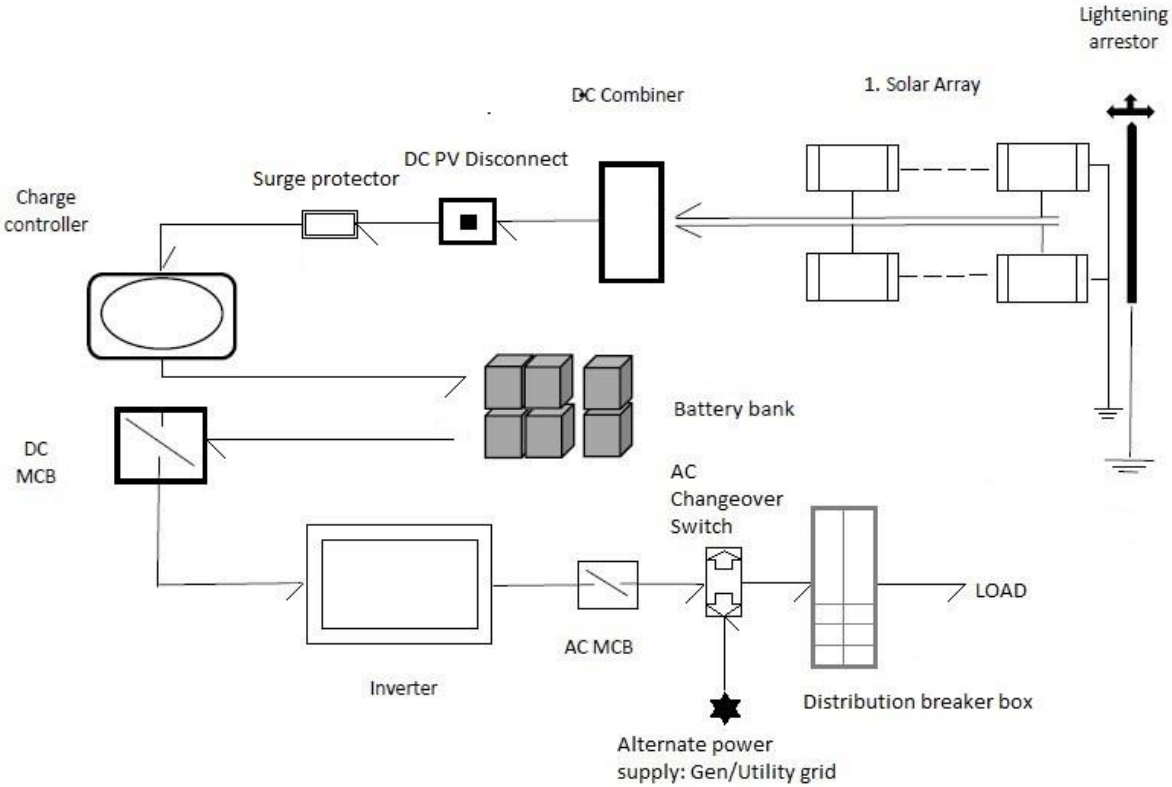 Lightening
arrestor
1. Solar Array
DC Combiner
DC PV Disconnect
Surge protector
Charge
controller
Battery bank
DC
MCB
AC
Changeover
Switch
LOAD
AC MCB
Inverter
Distribution breaker box
Alternate power
supply: Gen/Utility grid